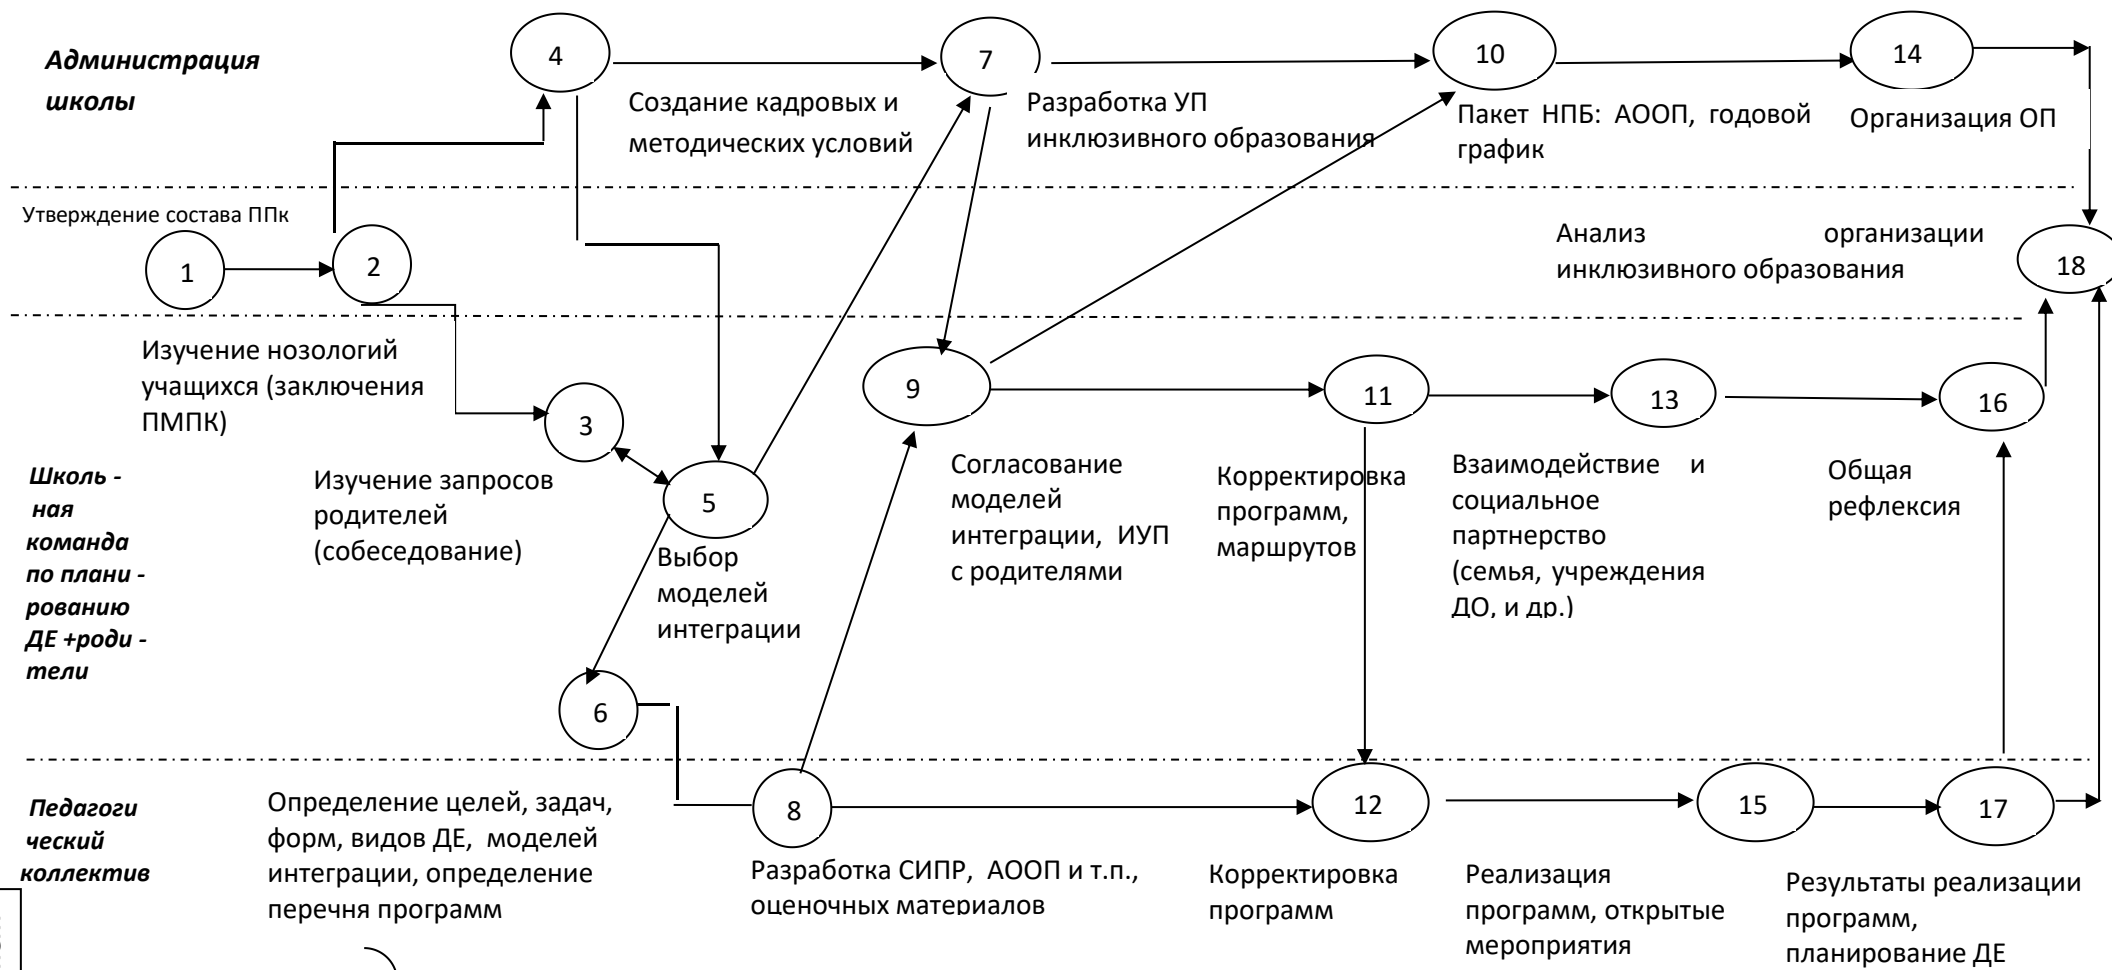 Администрация
школы
4
7
10
14
Создание кадровых и
методических условий
Разработка УП
инклюзивного образования
Пакет НПБ: АООП, годовой
график
Организация ОП
Утверждение состава ППк
1
2
Анализ организации
инклюзивного образования
18
Изучение нозологий
учащихся (заключения
ПМПК)
3
9
11
13
16
Школь -
ная
команда
по плани -
рованию
ДЕ +роди -
тели
Изучение запросов
родителей
(собеседование)
5
Выбор
моделей
интеграции
Согласование
моделей
интеграции, ИУП
с родителями
Корректировка
программ,
маршрутов
Взаимодействие и
социальное
партнерство
(семья, учреждения
ДО, и др.)
Общая
рефлексия
6
Педагоги
ческий
коллектив
Определение целей, задач,
форм, видов ДЕ, моделей
интеграции, определение
перечня программ
8
12
15
17
Разработка СИПР, АООП и т.п.,
оценочных материалов
Корректировка
программ
Реализация
программ, открытые
мероприятия
Результаты реализации
программ,
планирование ДЕ